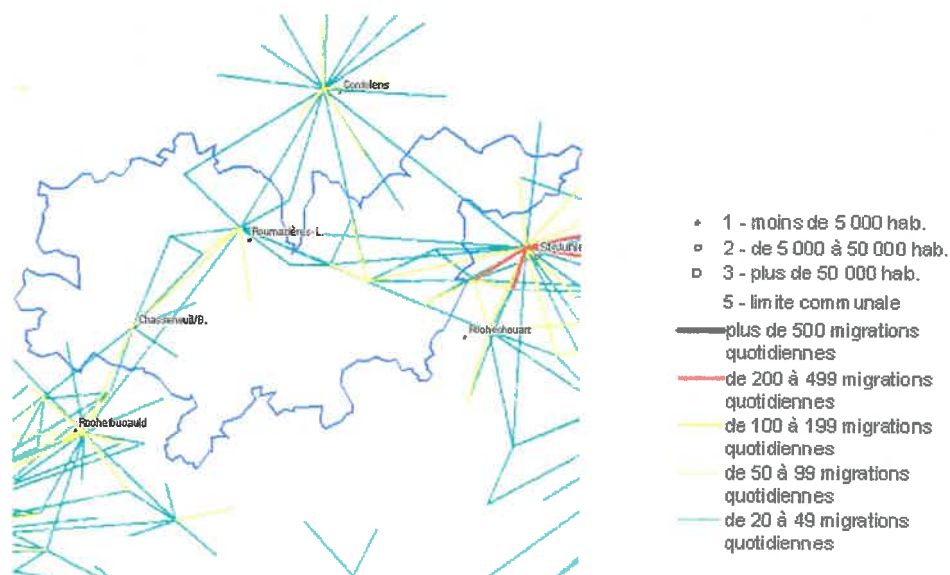 Confolens
Roumazières-L.
St-Junie
Chasseneuil/B.
Rochechouart
Rochefoucauld
1 - moins de 5 000 hab.
2 - de 5 000 à 50 000 hab.
3 - plus de 50 000 hab.
5 - limite communale
plus de 500 migrations
quotidiennes
de 200 à 499 migrations
quotidiennes
de 100 à 199 migrations
quotidiennes
de 50 à 99 migrations
quotidiennes
de 20 à 49 migrations
quotidiennes